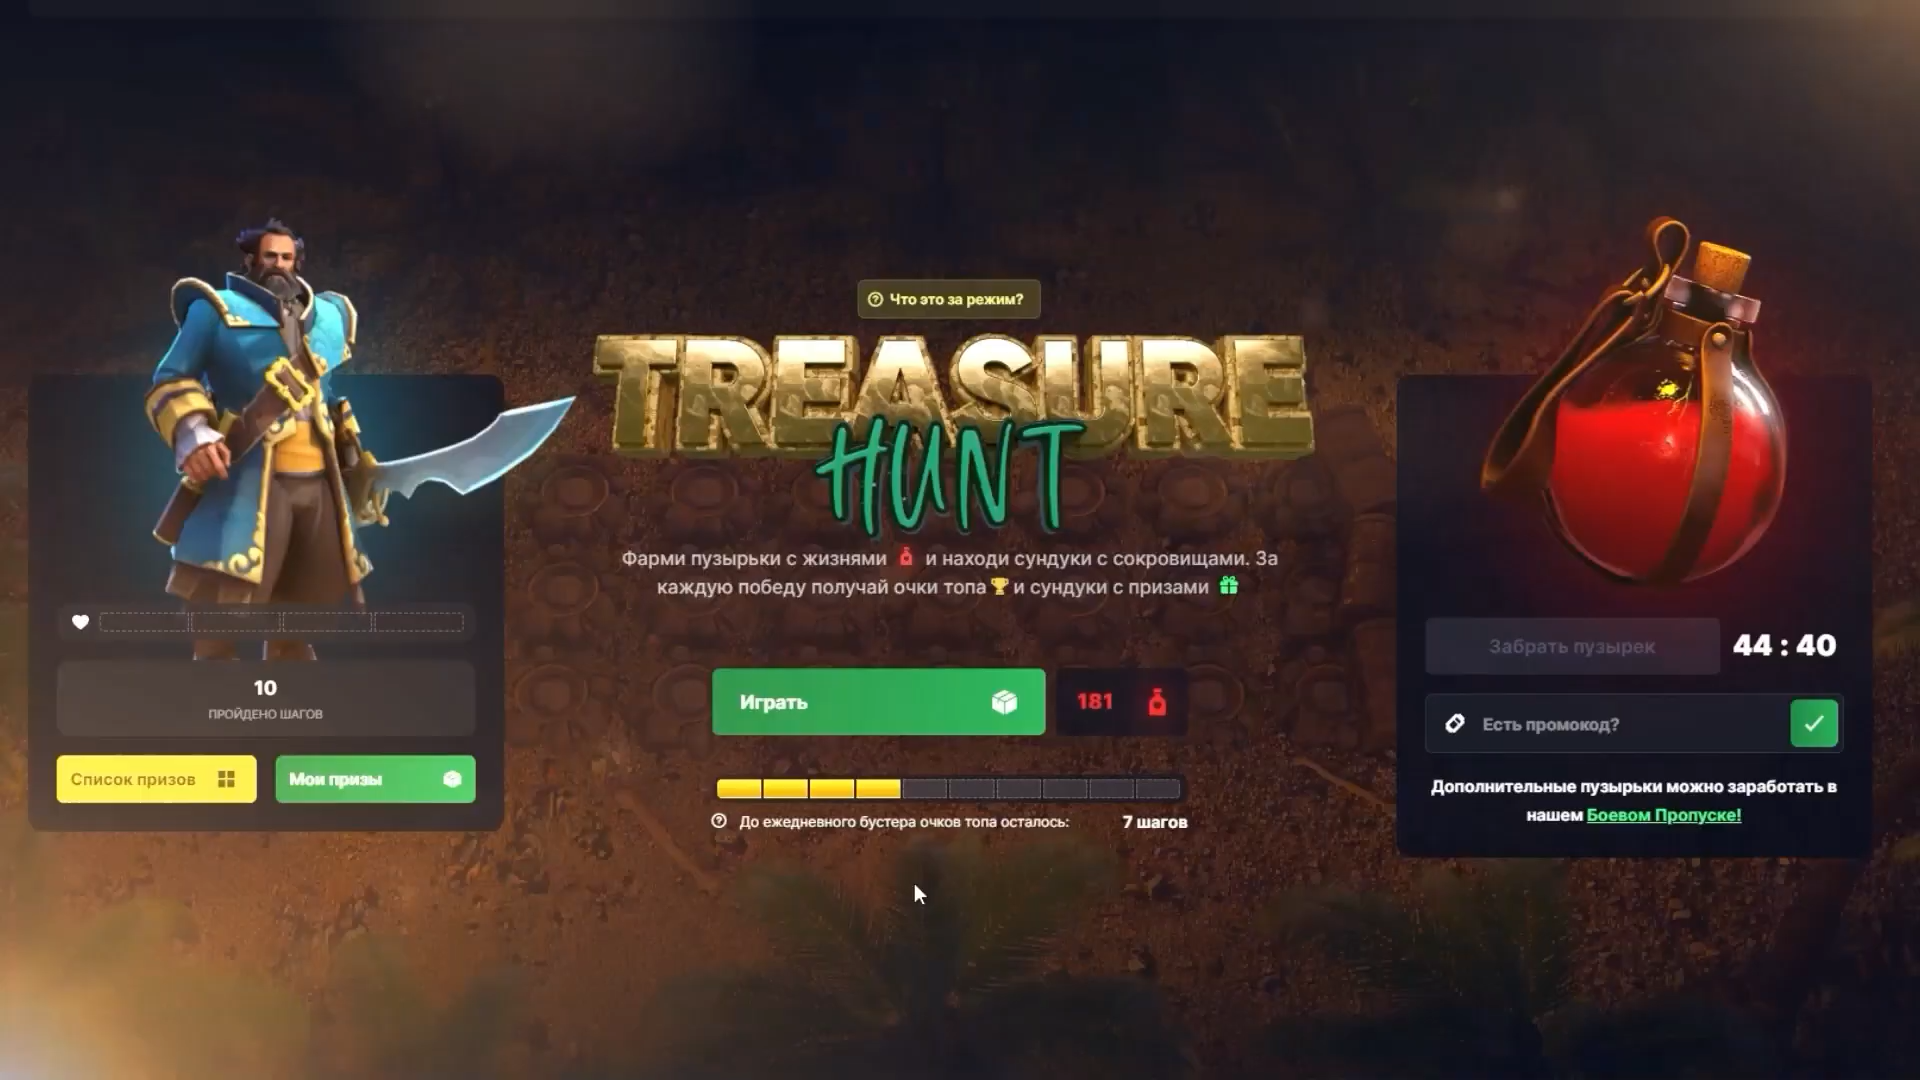 Что это за режим?
TREASURE
HUNT
Фарми пузырьки с жизнями и находи сундуки с сокровищами. За
каждую победу получай очки топа и сундуки с призами
10
ПРОЙДЕНО ШАГОВ
Список призов
Мои призы
Играть
181
До ежедневного бустера очков топа осталось:
7 шагов
Забрать пузырек
44 : 40
Есть промокод?
Дополнительные пузырьки можно заработать в
нашем Боевом Пропуске!